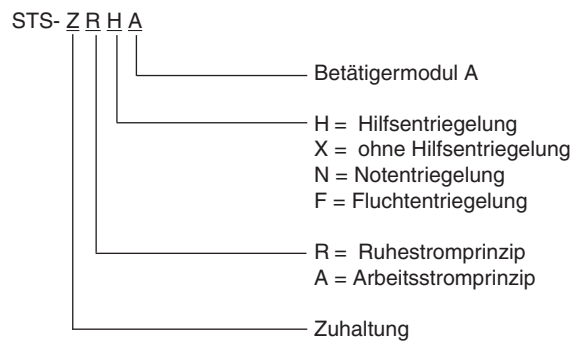 STS- Z R H A
Betätigermodul A
H = Hilfsentriegelung
X = ohne Hilfsentriegelung
N = Notentriegelung
F = Fluchtentriegelung
R = Ruhestromprinzip
A = Arbeitsstromprinzip
Zuhaltung